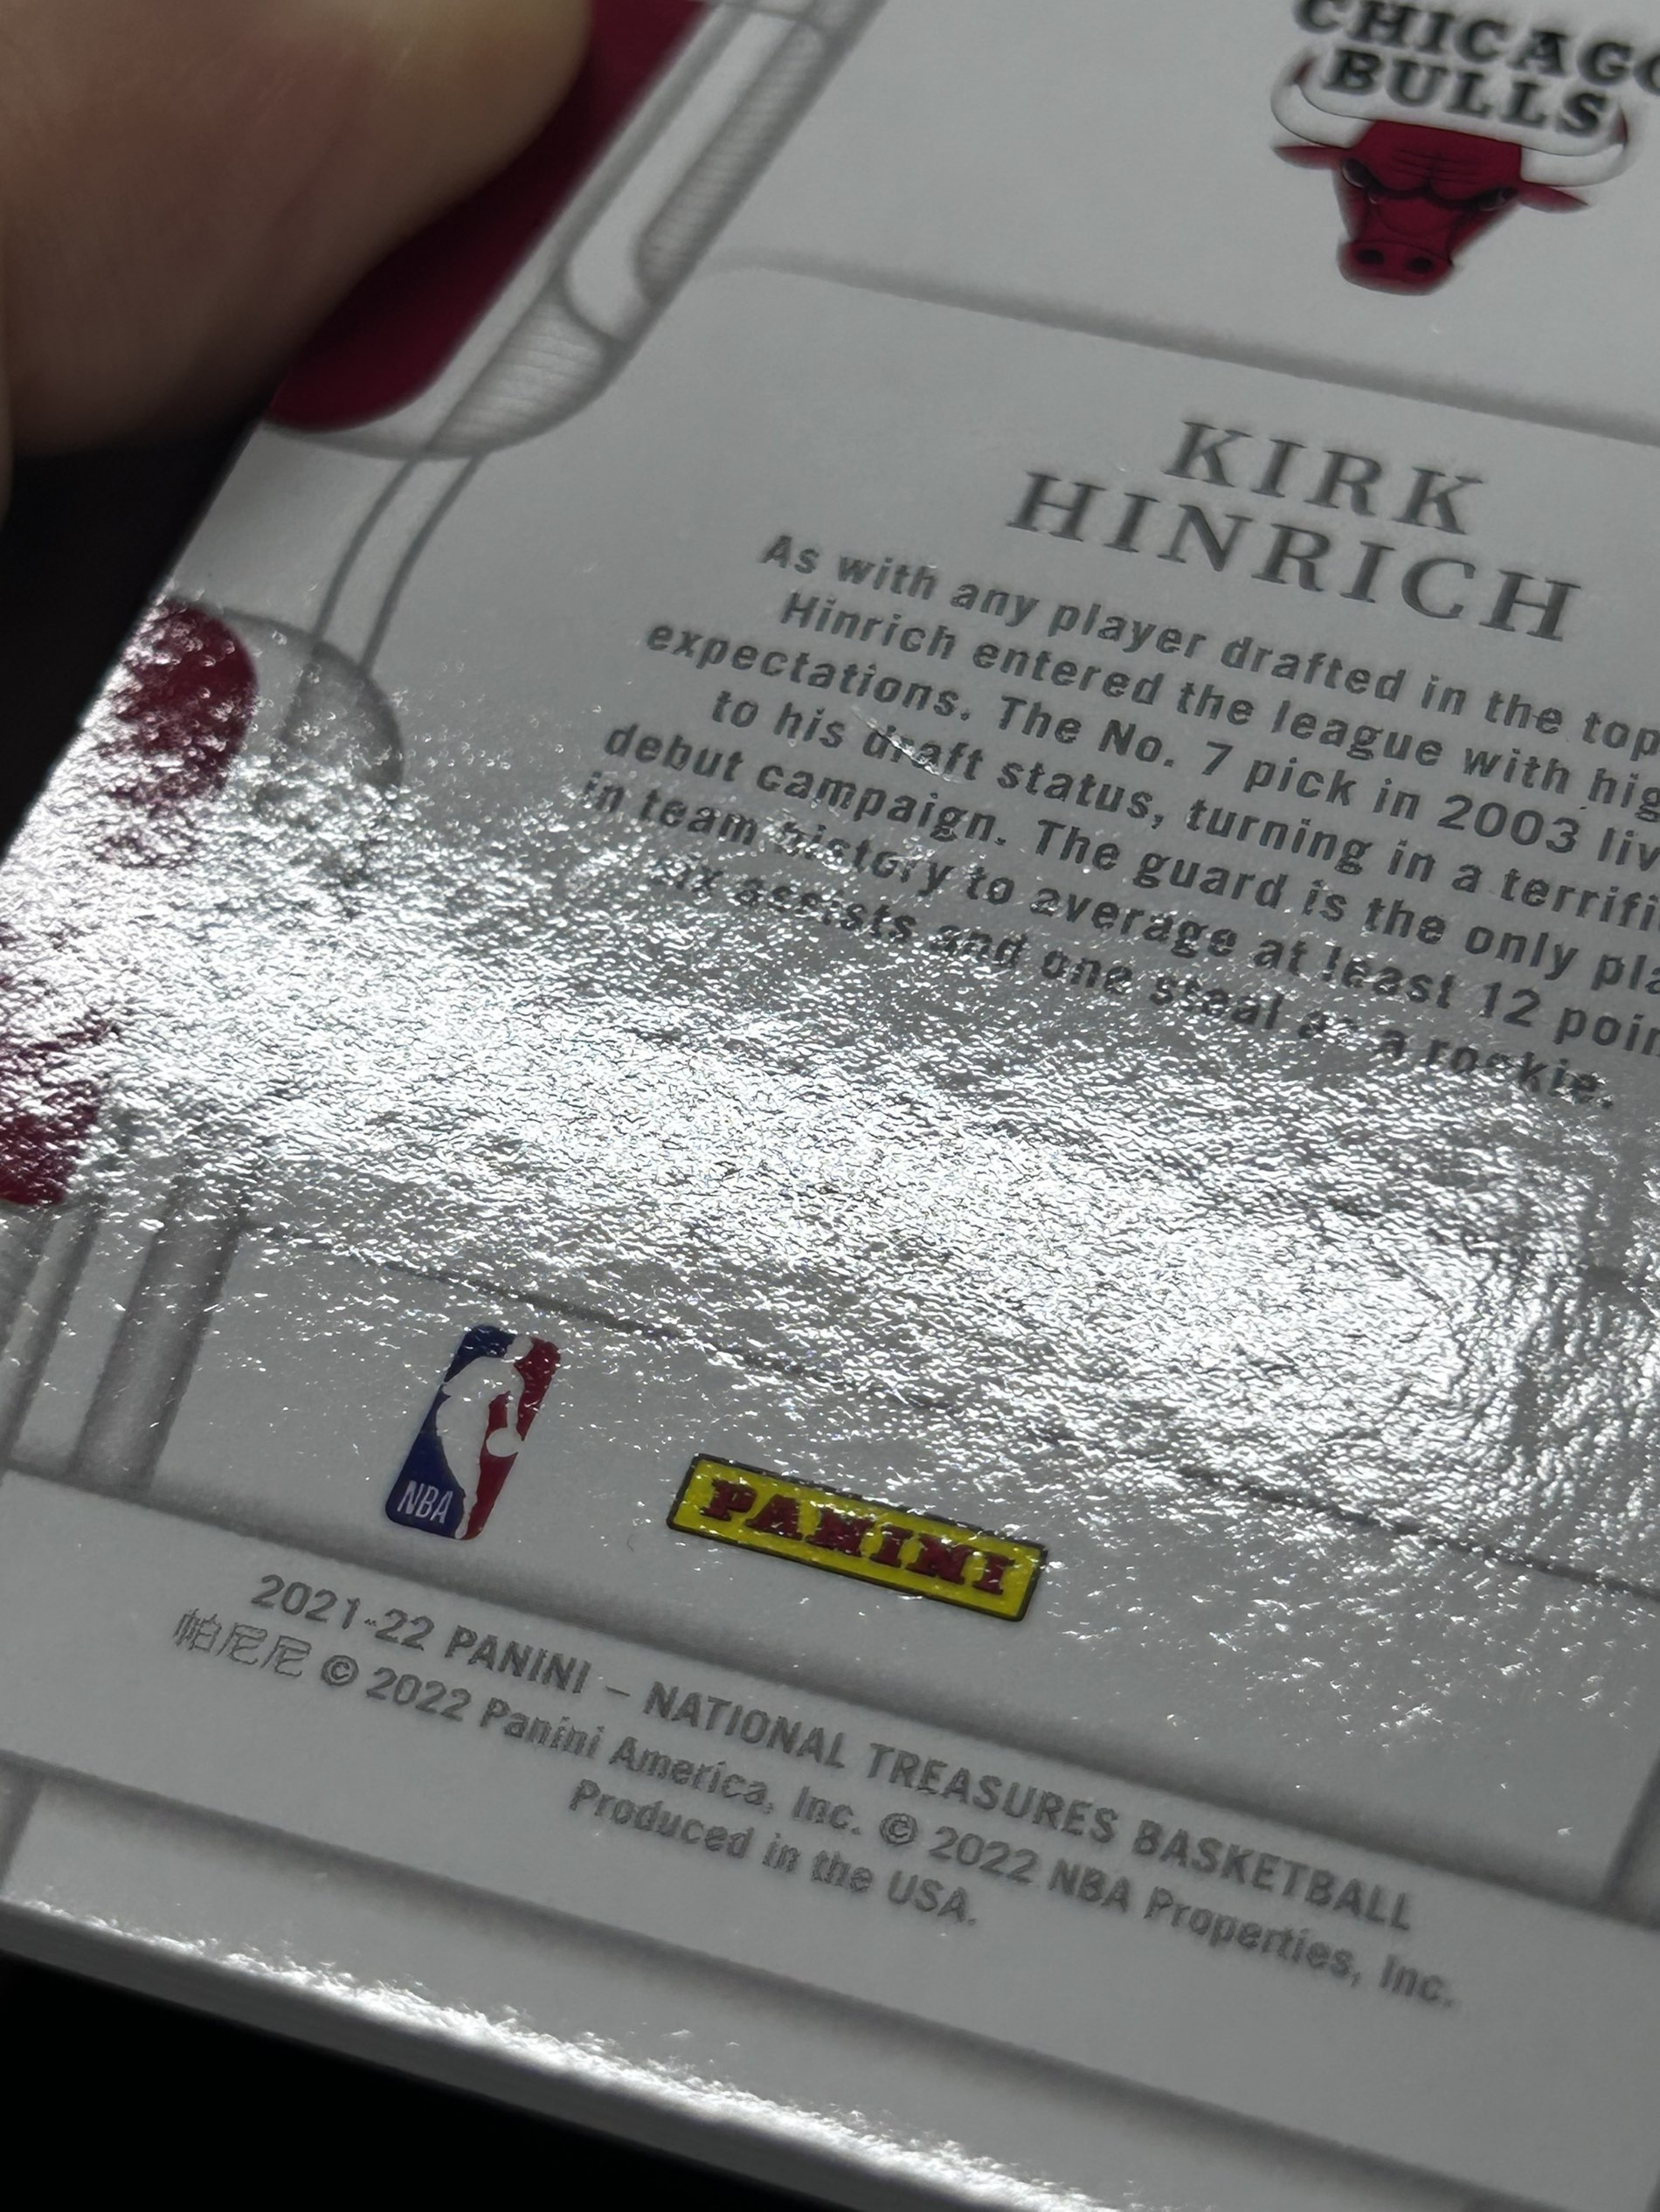 CHICAGO
BULLS
KIRK
HINRICH
As with any player drafted in the top
Hinrich entered the league with hig
expectations. The No. 7 pick in 2003 liv
to his draft status, turning in a terrifi
debut campaign. The guard is the only pla
in team history to average at least 12 poin
six assists and one steal as a rookie.
NBA
PANINI
2021-22 PANINI – NATIONAL TREASURES BASKETBALL
帕尼尼 © 2022 Panini America, Inc. © 2022 NBA Properties, Inc.
Produced in the USA.